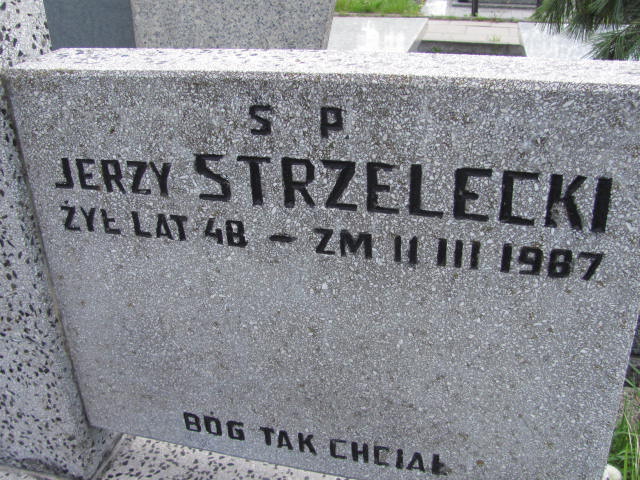 S P
JERZY STRZELECKI
ŻYŁ LAT 48 - ZM 11 III 1987
BÓG TAK CHCIAŁ